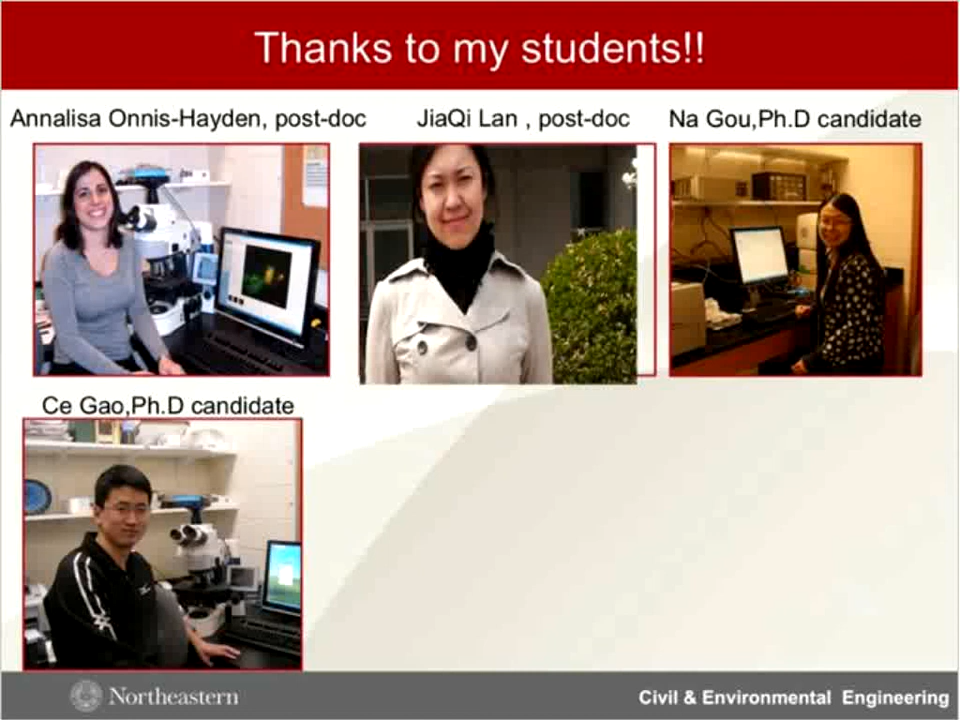 Thanks to my students!!
Annalisa Onnis-Hayden, post-doc
JiaQi Lan , post-doc
Na Gou,Ph.D candidate
Ce Gao,Ph.D candidate
Northeastern
Civil & Environmental Engineering